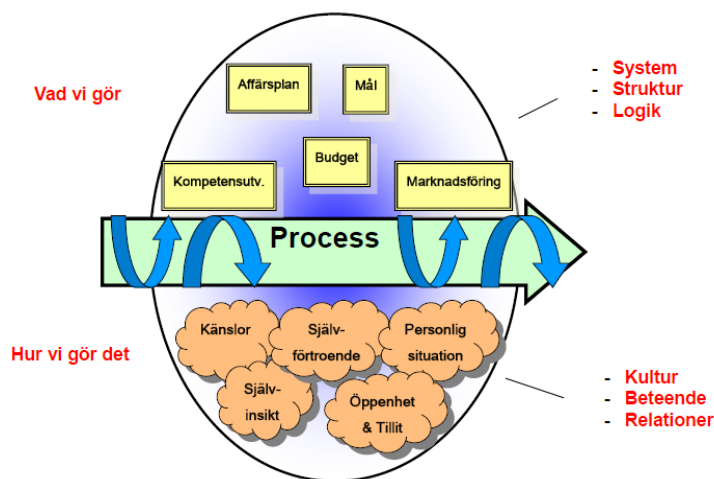 Affärsplan
Mål
Vad vi gör
- System
- Struktur
- Logik
Budget
Kompetensutv.
Marknadsföring
Process
Känslor
Själv-
förtroende
Personlig
situation
Hur vi gör det
Själv-
insikt
Öppenhet
& Tillit
- Kultur
- Beteende
- Relationer